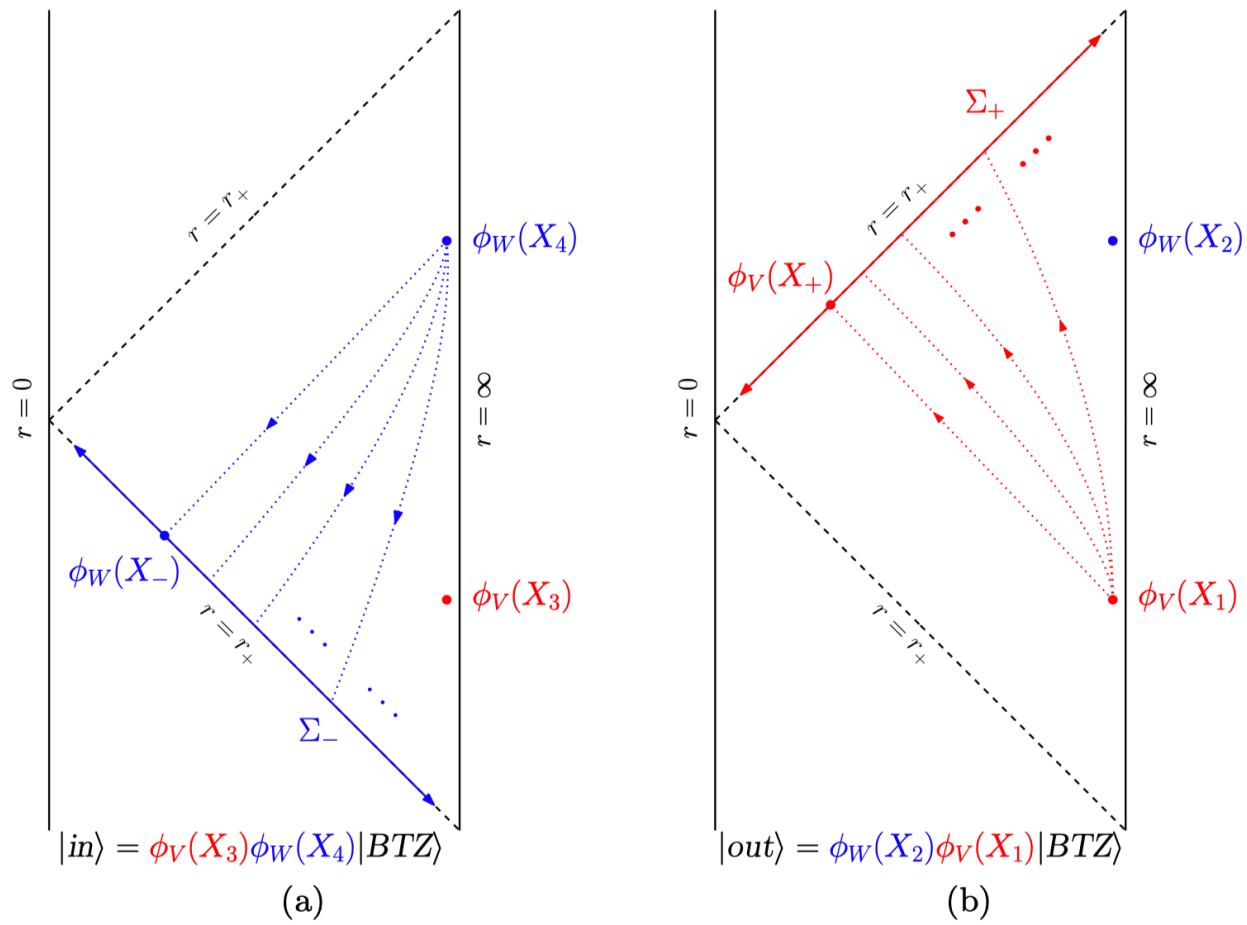 r = r₊
ϕ_W(X₄)
r = 0
r = ∞
ϕ_W(X₋)
ϕ_V(X₃)
r = r₊
Σ₋
|in⟩ = ϕ_V(X₃)ϕ_W(X₄)|BTZ⟩
(a)
Σ₊
r = r₊
ϕ_W(X₂)
ϕ_V(X₊)
r = 0
r = ∞
ϕ_V(X₁)
r = r₊
|out⟩ = ϕ_W(X₂)ϕ_V(X₁)|BTZ⟩
(b)